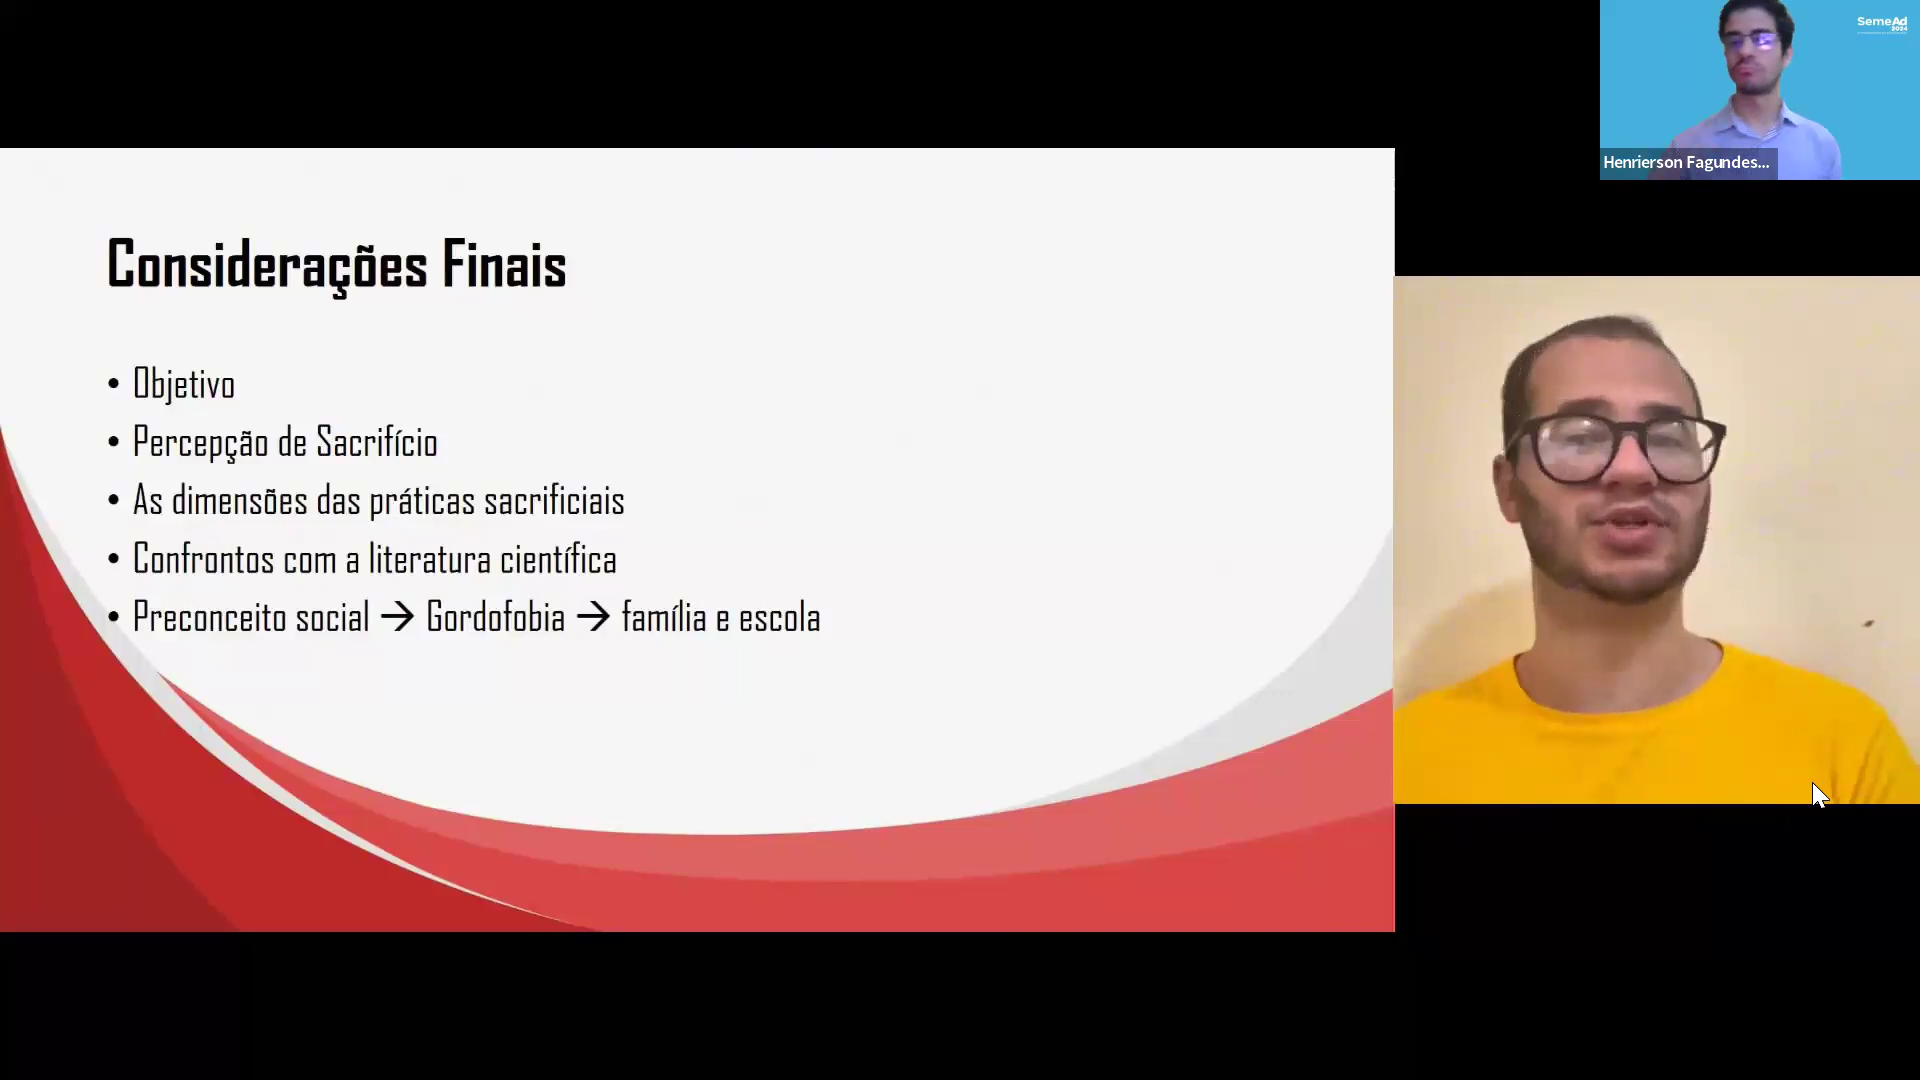 SemeAd
2024
Henrierson Fagundes...
Considerações Finais
• Objetivo
• Percepção de Sacrifício
• As dimensões das práticas sacrificiais
• Confrontos com a literatura científica
• Preconceito social → Gordofobia → família e escola